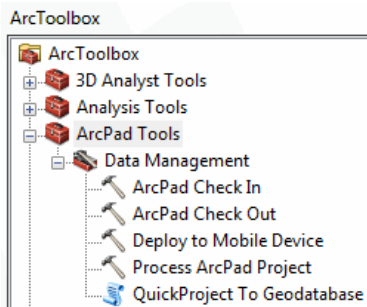 ArcToolbox
ArcToolbox
3D Analyst Tools
Analysis Tools
ArcPad Tools
Data Management
ArcPad Check In
ArcPad Check Out
Deploy to Mobile Device
Process ArcPad Project
QuickProject To Geodatabase